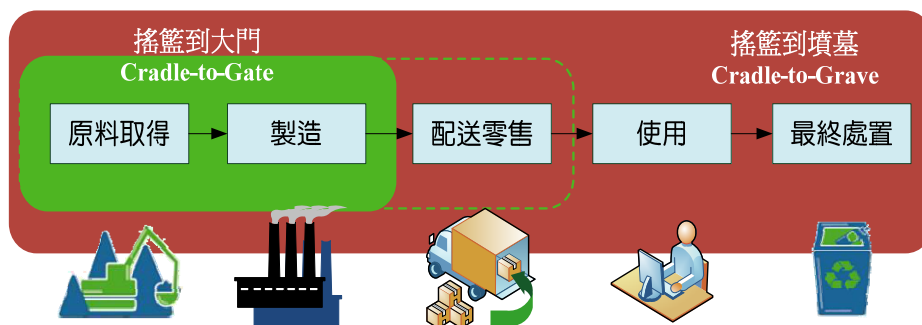 搖籃到大門
Cradle-to-Gate
搖籃到墳墓
Cradle-to-Grave
原料取得
製造
配送零售
使用
最終處置